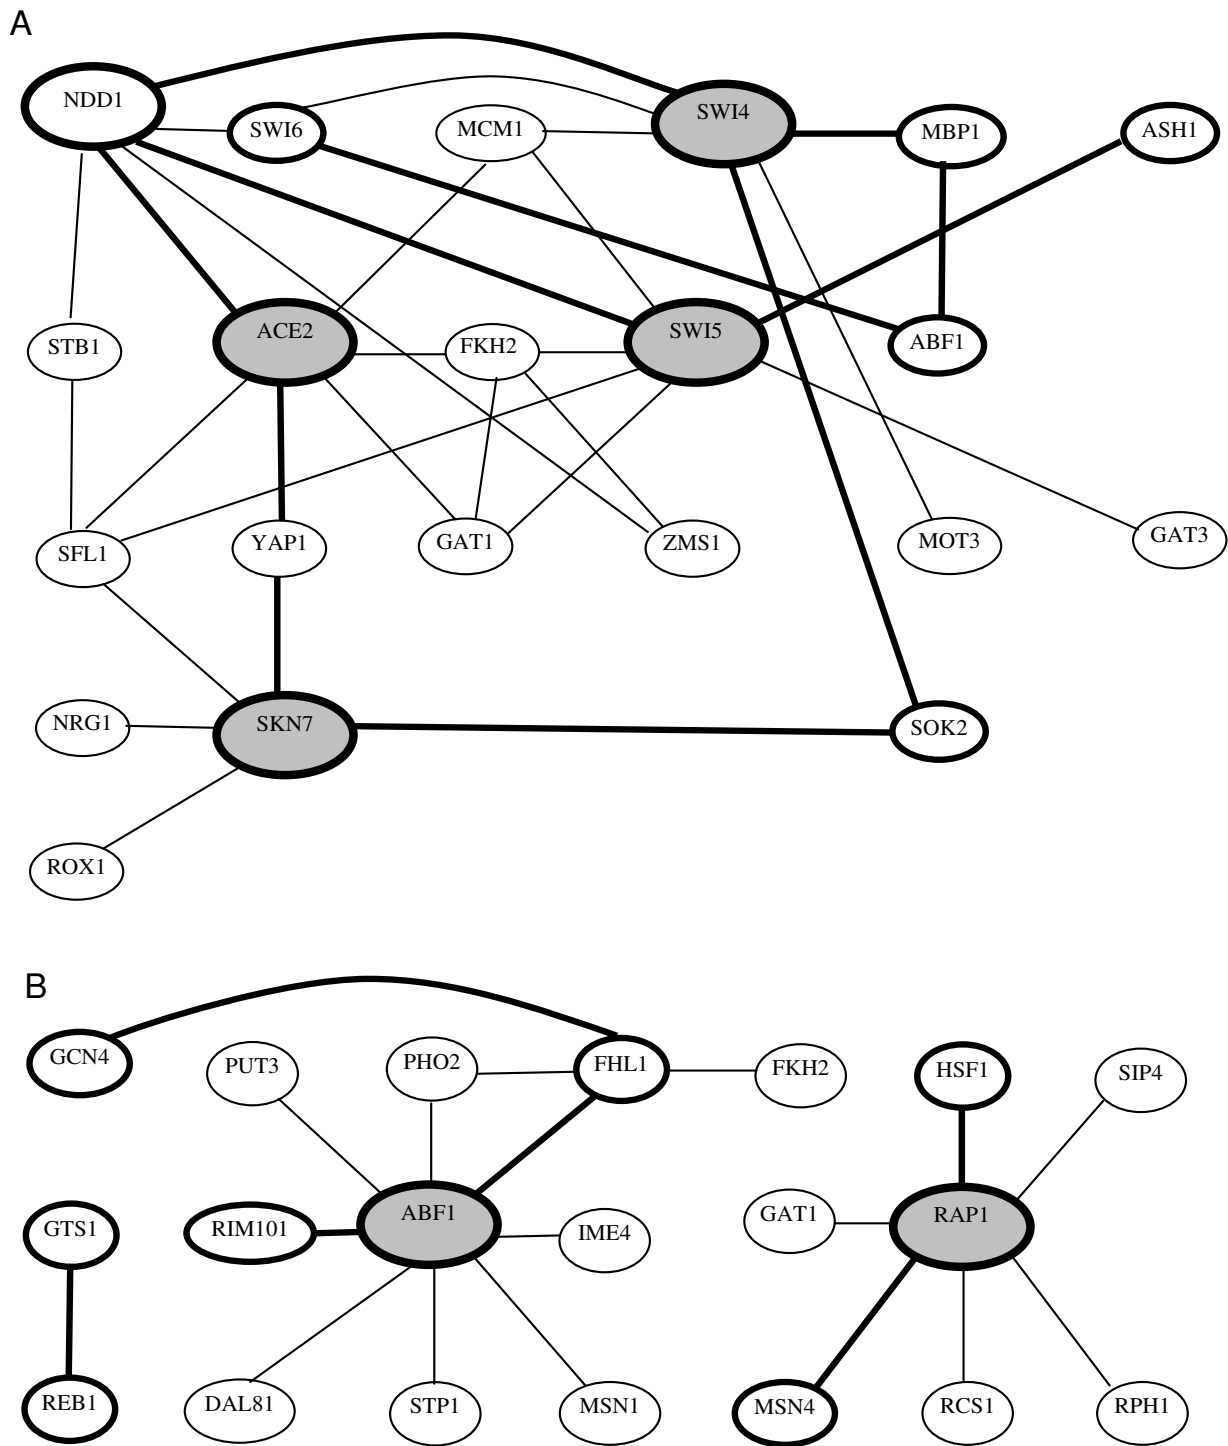 A
NDD1
SWI6
MCM1
SWI4
MBP1
ASH1
STB1
ACE2
FKH2
SWI5
ABF1
SFL1
YAP1
GAT1
ZMS1
MOT3
GAT3
NRG1
SKN7
SOK2
ROX1
B
GCN4
PUT3
PHO2
FHL1
FKH2
HSF1
SIP4
GTS1
RIM101
ABF1
IME4
GAT1
RAP1
REB1
DAL81
STP1
MSN1
MSN4
RCS1
RPH1